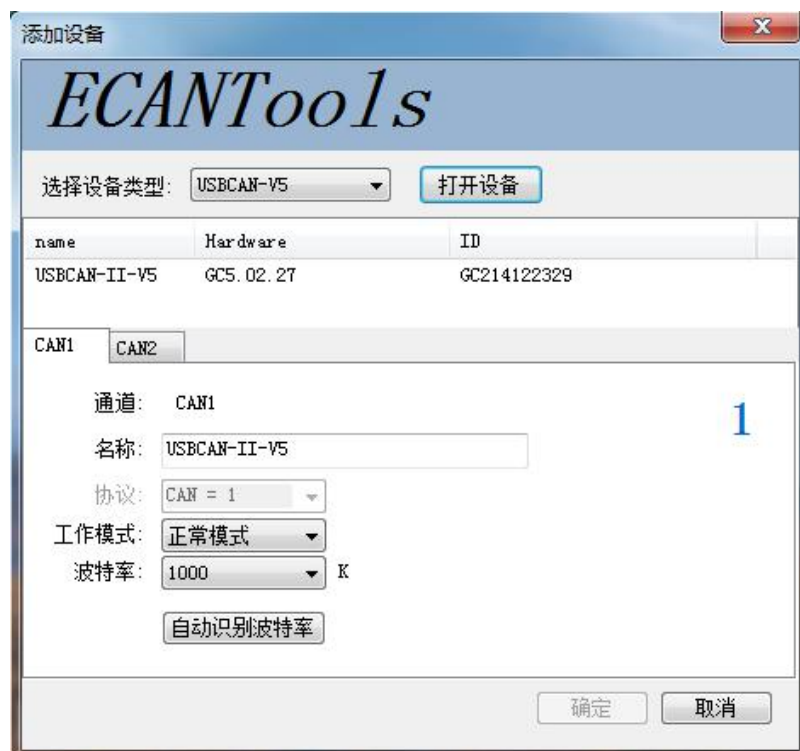 添加设备
ECANTools
选择设备类型: USBCAN-V5 打开设备
name Hardware ID
USBCAN-II-V5 GC5.02.27 GC214122329
CAN1 CAN2
通道: CAN1
1
名称: USBCAN-II-V5
协议: CAN = 1
工作模式: 正常模式
波特率: 1000 K
自动识别波特率
确定 取消